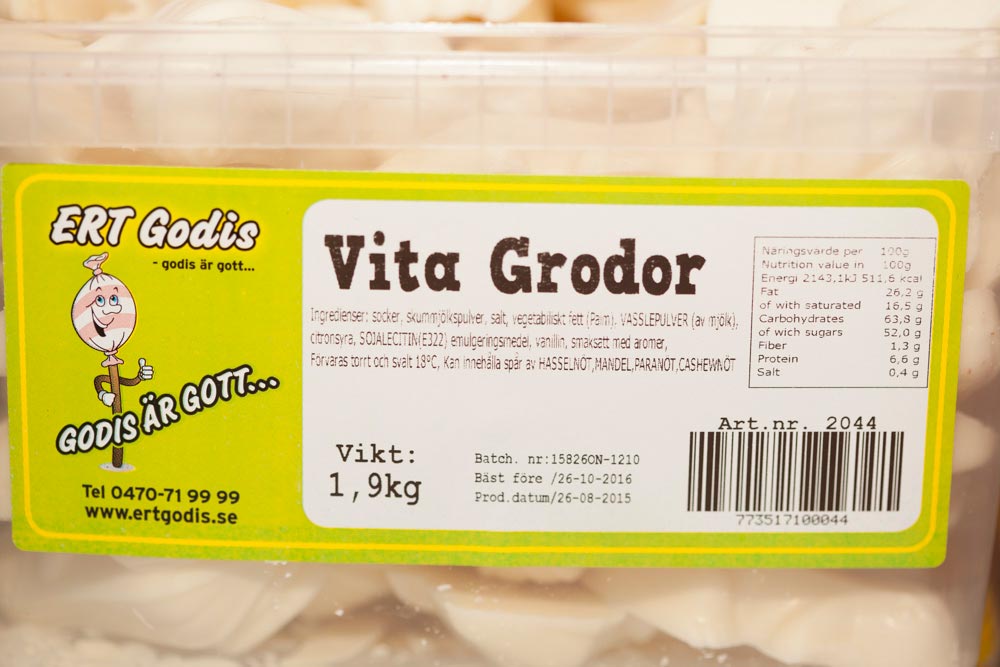 ERT Godis
- godis är gott...
GODIS ÄR GOTT...
Tel 0470-71 99 99
www.ertgodis.se
Vita Grodor
Ingredienser: socker, skummjölkspulver, salt, vegetabiliskt fett (Palm). VASSLEPULVER (av mjölk),
citronsyra, SOJALECITIN(E322) emulgeringsmedel, vanillin, smaksatt med aromer,
Förvaras torrt och svalt 18°C, Kan innehålla spår av HASSELNÖT,MANDEL,PARANÖT,CASHEWNÖT
Vikt:
1,9kg
Batch. nr:15826ON-1210
Bäst före /26-10-2016
Prod.datum/26-08-2015
Näringsvarde per 100g
Nutrition value in 100g
Energi 2143,1kJ 511,6 kcal
Fat 26,2 g
of with saturated 16,5 g
Carbohydrates 63,8 g
of wich sugars 52,0 g
Fiber 1,3 g
Protein 6,6 g
Salt 0,4 g
Art.nr. 2044
773517100044